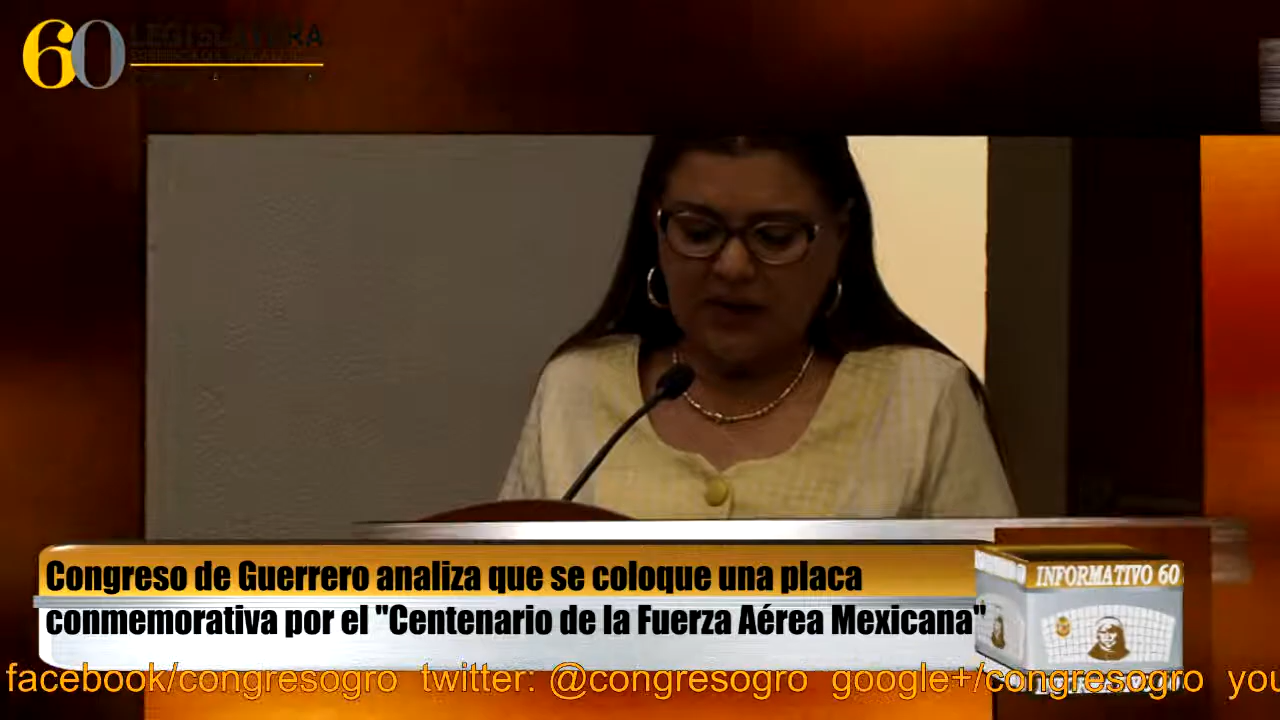 60 LEGISLATURA
Congreso de Guerrero analiza que se coloque una placa
conmemorativa por el "Centenario de la Fuerza Aérea Mexicana"
INFORMATIVO 60
facebook/congresogro twitter: @congresogro google+/congresogro you